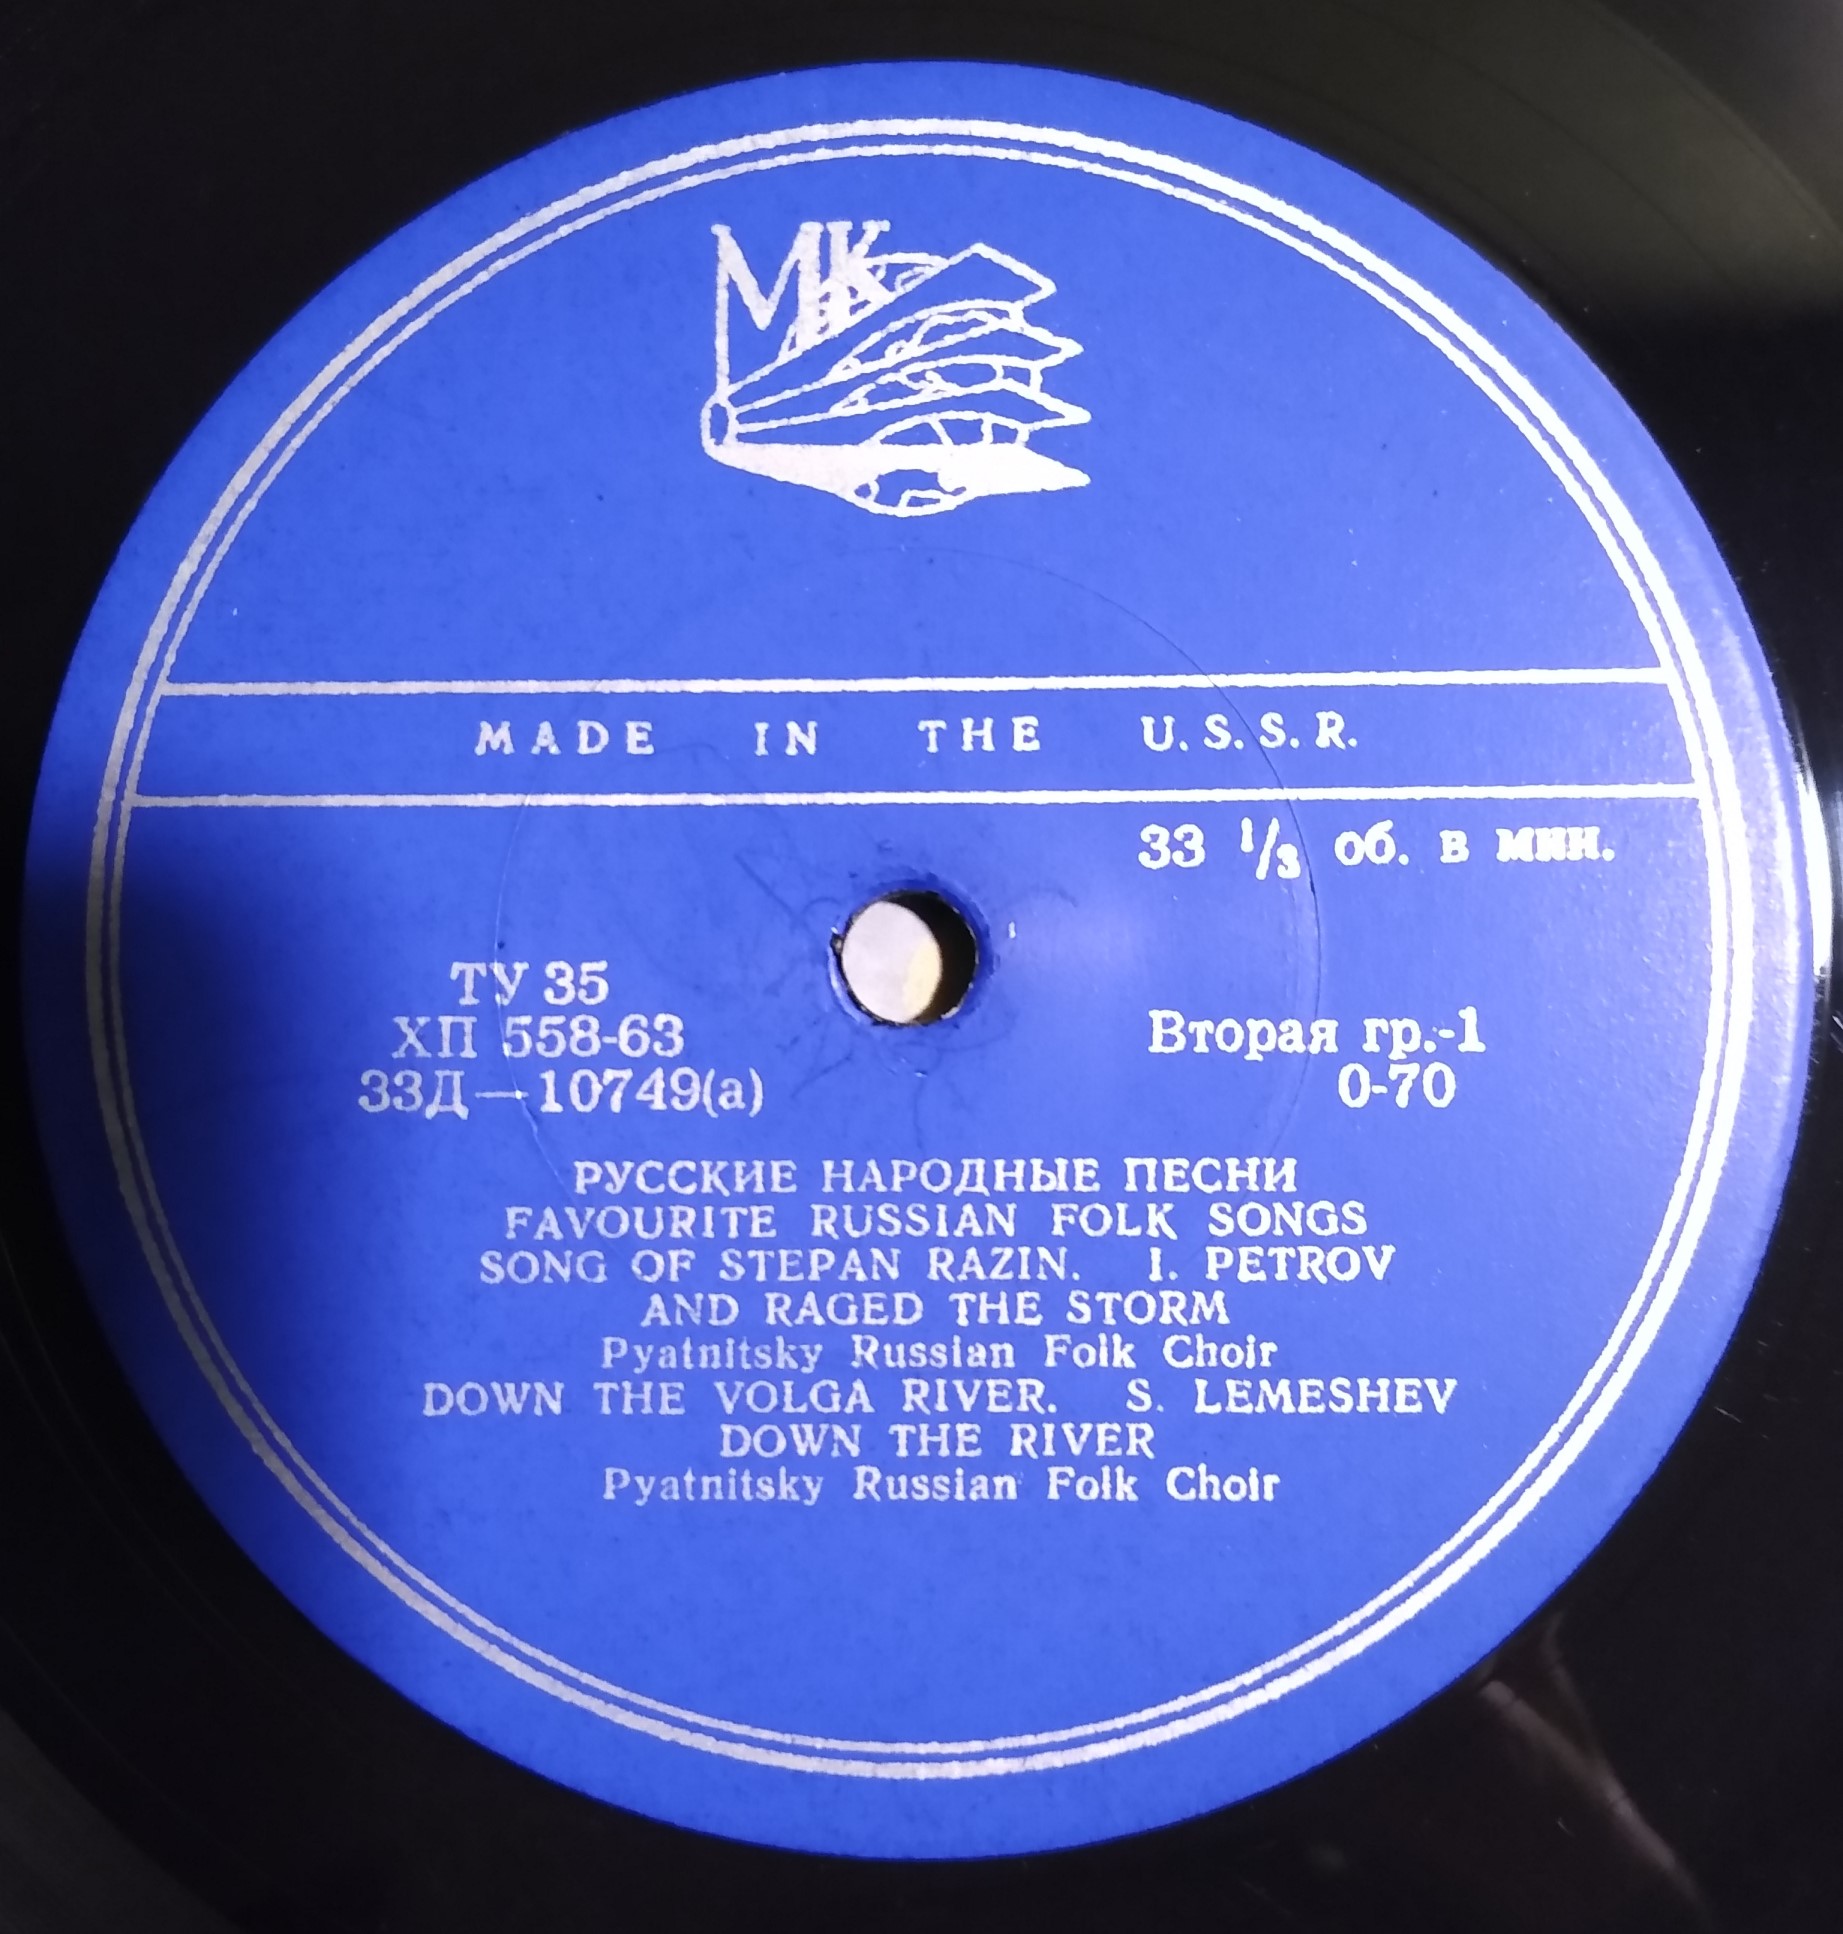 МК
MADE IN THE U.S.S.R.
33 1/3 об. в мин.
ТУ 35
ХП 558-63
33Д—10749(а)
Вторая гр.-1
0-70
РУССКИЕ НАРОДНЫЕ ПЕСНИ
FAVOURITE RUSSIAN FOLK SONGS
SONG OF STEPAN RAZIN. I. PETROV
AND RAGED THE STORM
Pyatnitsky Russian Folk Choir
DOWN THE VOLGA RIVER. S. LEMESHEV
DOWN THE RIVER
Pyatnitsky Russian Folk Choir